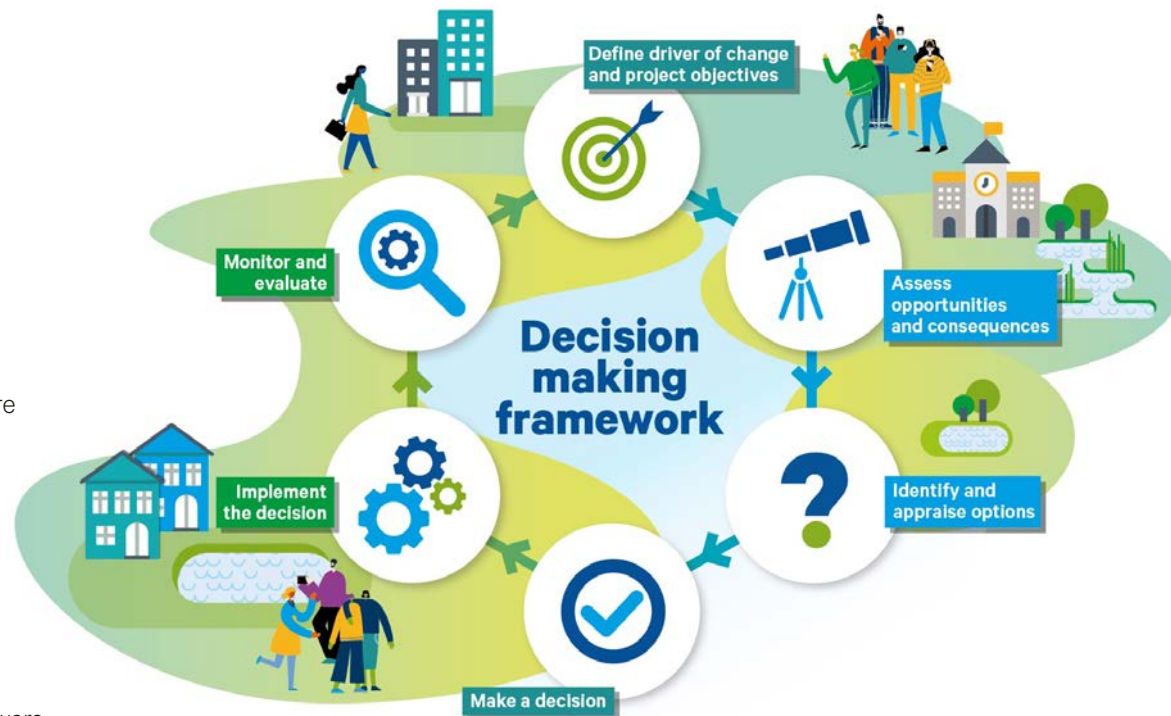 Define driver of change
and project objectives
Assess
opportunities
and consequences
Identify and
appraise options
Make a decision
Implement
the decision
Monitor and
evaluate
Decision
making
framework
re